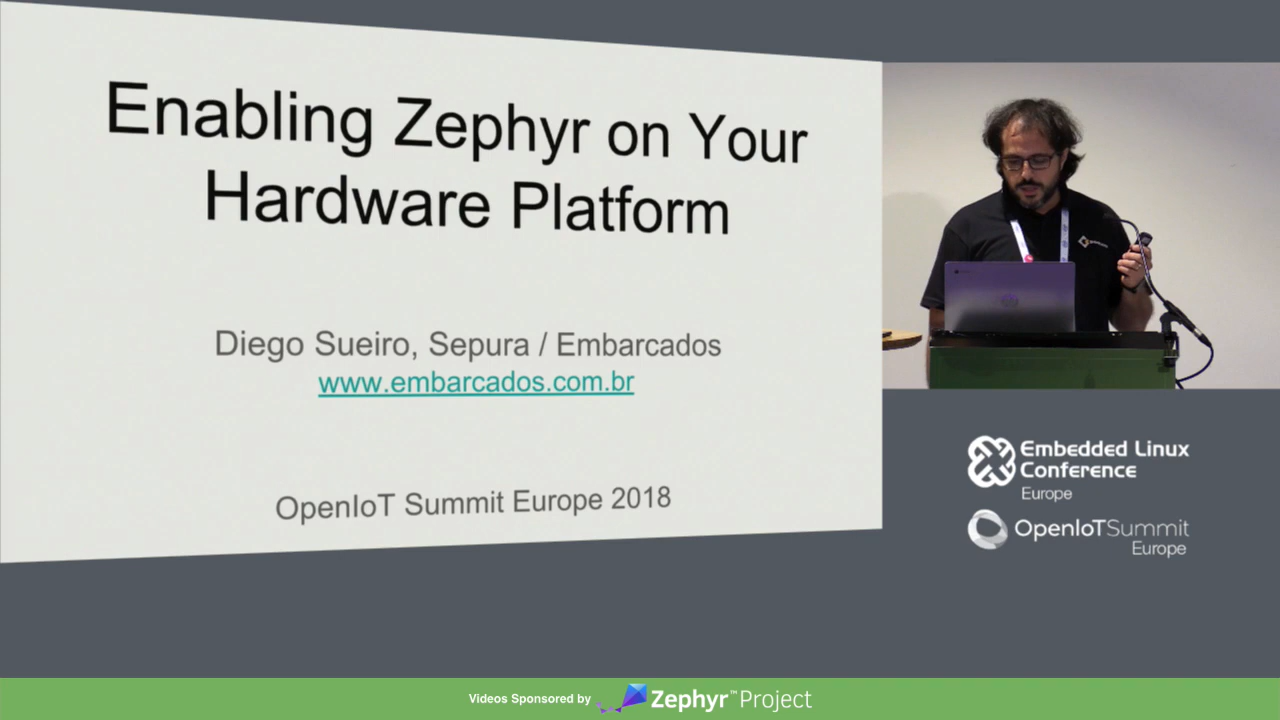 Enabling Zephyr on Your
Hardware Platform
Diego Sueiro, Sepura / Embarcados
www.embarcados.com.br
OpenIoT Summit Europe 2018
Embedded Linux
Conference
Europe
OpenIoTSummit
Europe
Videos Sponsored by Zephyr™Project